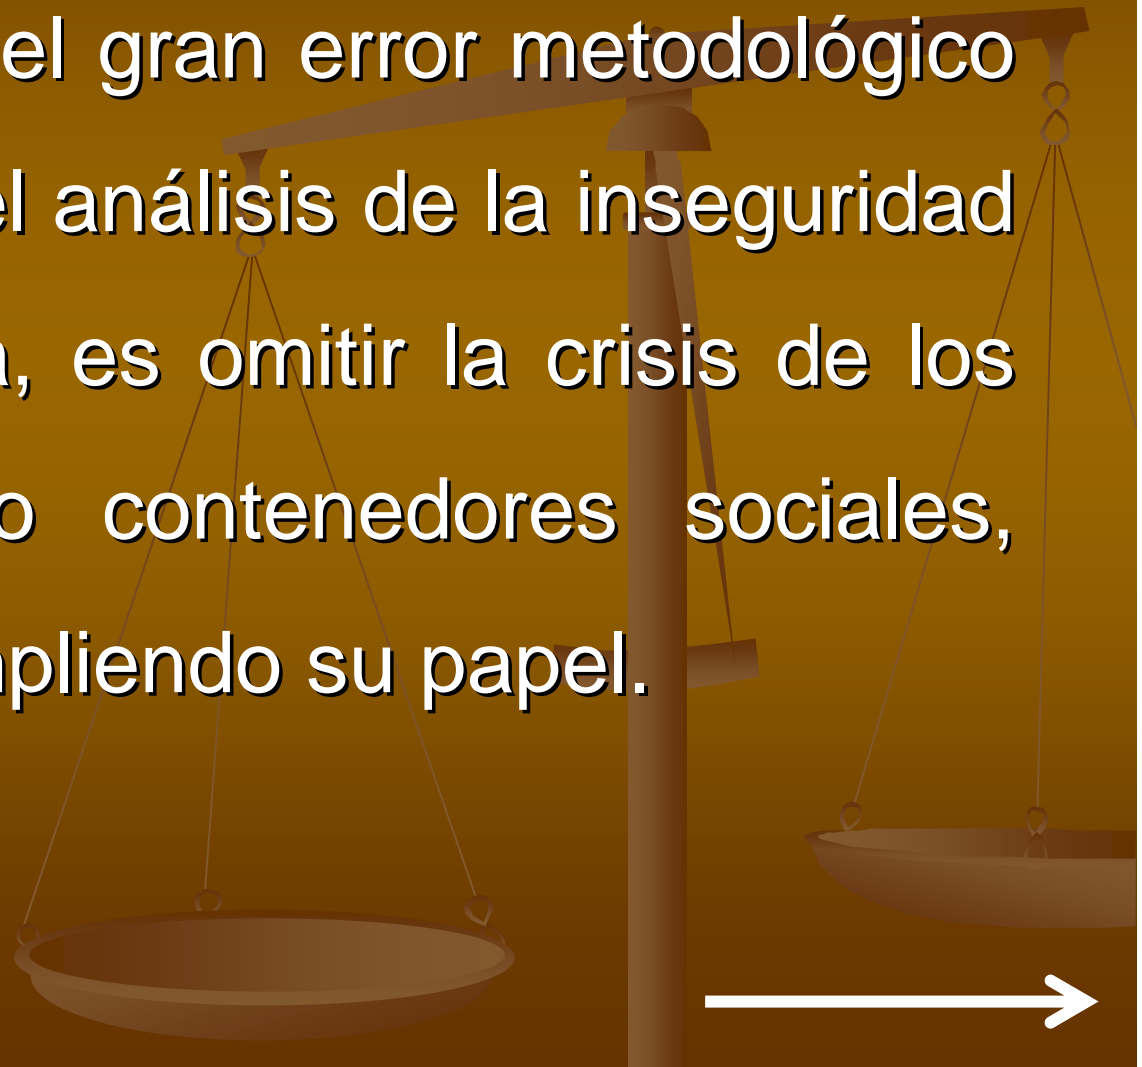 el gran error metodológico
el análisis de la inseguridad
a, es omitir la crisis de los
o contenedores sociales,
pliendo su papel.